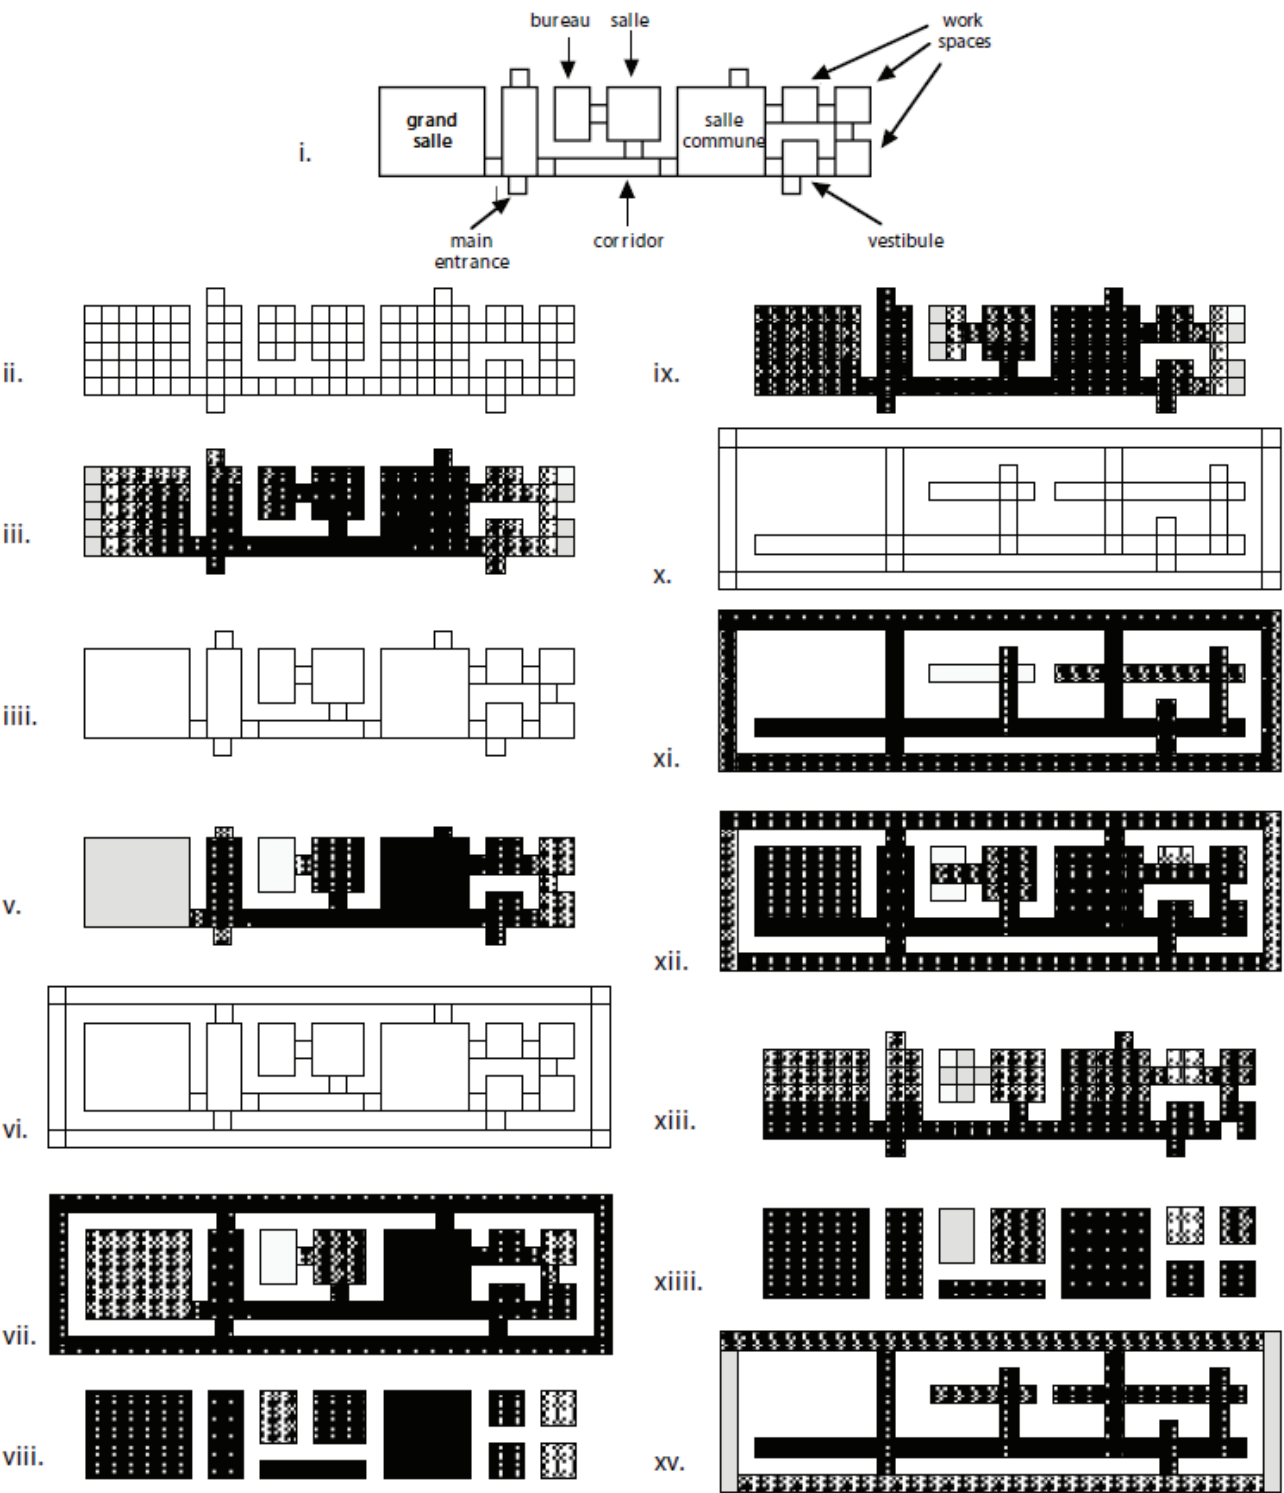 bureau salle work
spaces
grand
salle
salle
commune
i.
main
entrance
corridor
vestibule
ii.
iii.
iiii.
v.
vi.
vii.
viii.
ix.
x.
xi.
xii.
xiii.
xiiii.
xv.